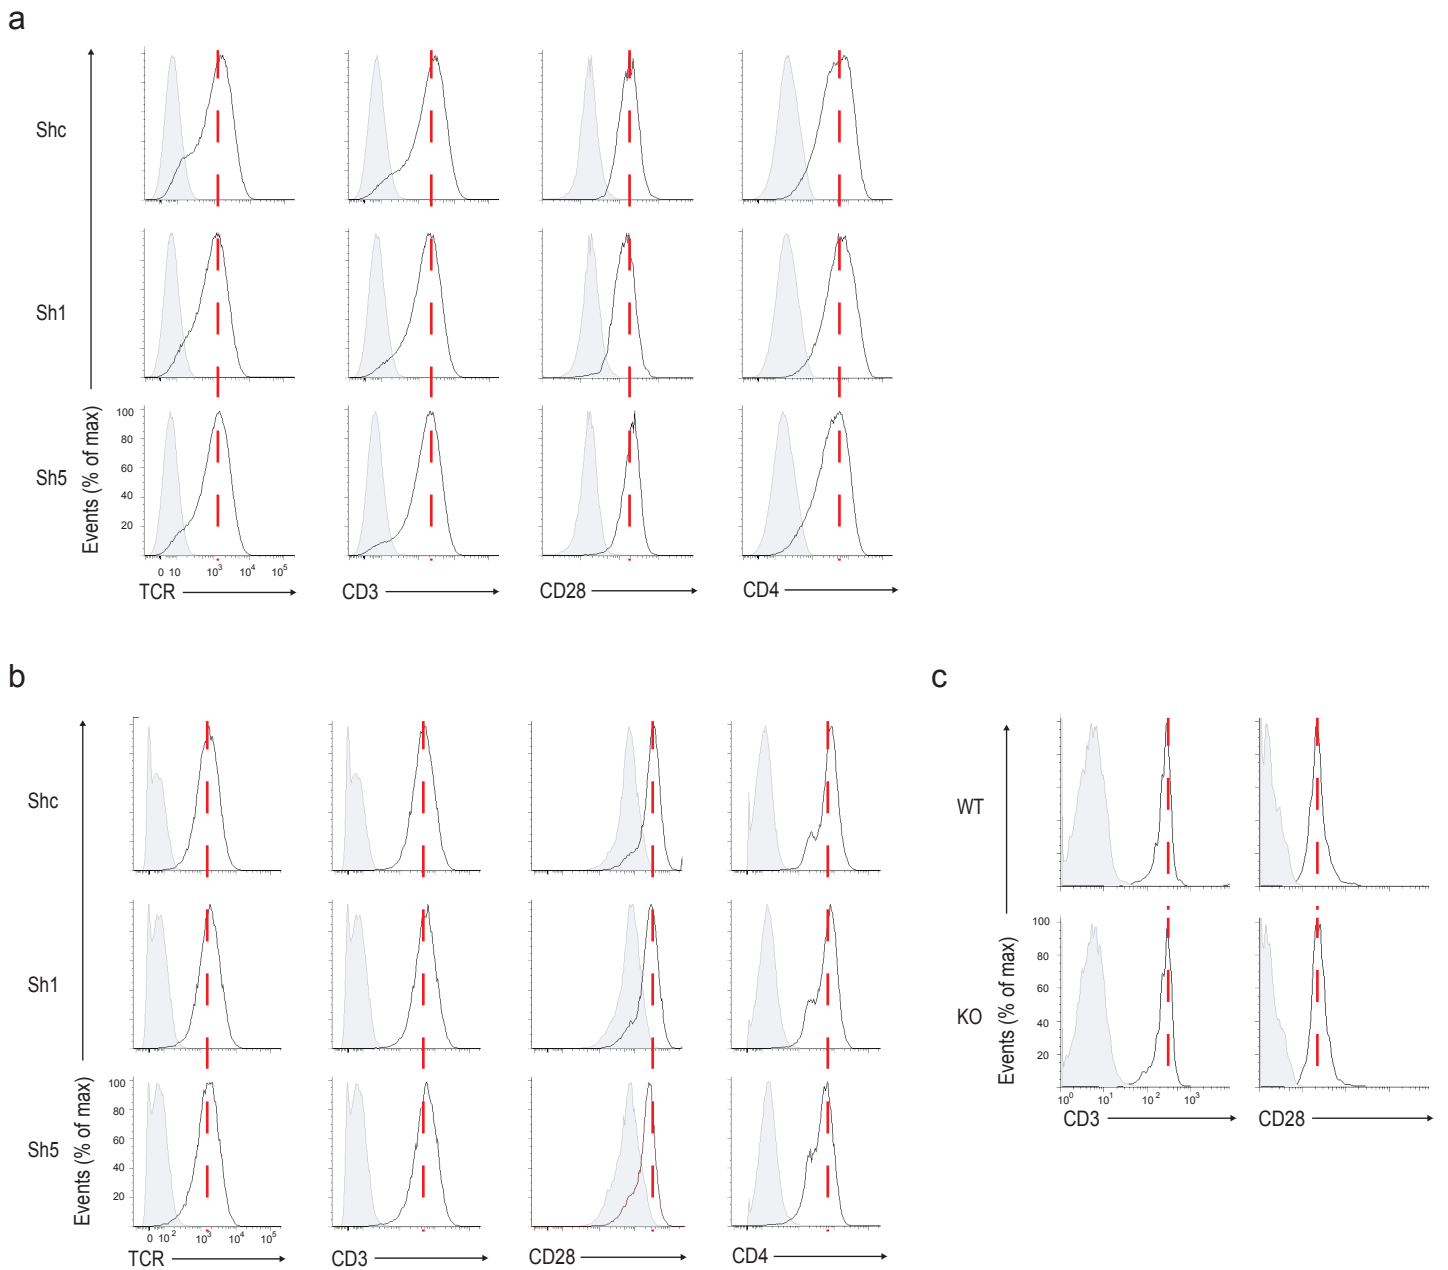 a
Shc
Sh1
Sh5
Events (% of max)
100
80
60
40
20
0 10 10³ 10⁴ 10⁵
TCR CD3 CD28 CD4
b
Shc
Sh1
Sh5
Events (% of max)
100
80
60
40
20
0 10² 10³ 10⁴ 10⁵
TCR CD3 CD28 CD4
c
WT
KO
Events (% of max)
100
80
60
40
20
10⁰ 10¹ 10² 10³
CD3 CD28